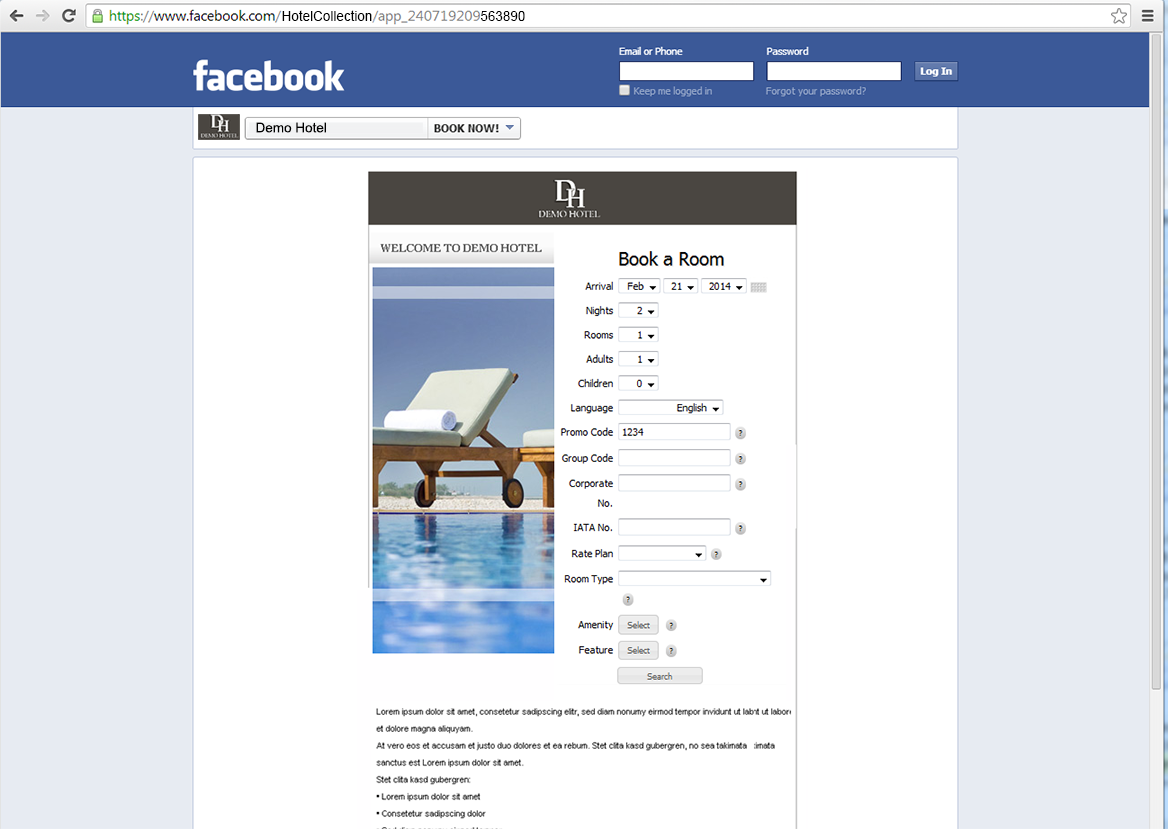 https://www.facebook.com/HotelCollection/app_240719209563890
facebook
Email or Phone
Password
Log In
Keep me logged in
Forgot your password?
DH
DEMO HOTEL
Demo Hotel
BOOK NOW!
DH
DEMO HOTEL
WELCOME TO DEMO HOTEL
Book a Room
Arrival Feb 21 2014
Nights 2
Rooms 1
Adults 1
Children 0
Language English
Promo Code 1234 ?
Group Code ?
Corporate ?
No.
IATA No. ?
Rate Plan ?
Room Type
?
Amenity Select ?
Feature Select ?
Search
Lorem ipsum dolor sit amet, consetetur sadipscing elitr, sed diam nonumy eirmod tempor invidunt ut labnt ut labore
et dolore magna aliquyam.
At vero eos et accusam et justo duo dolores et ea rebum. Stet clita kasd gubergren, no sea takimata imata
sanctus est Lorem ipsum dolor sit amet.
Stet clita kasd gubergren:
• Lorem ipsum dolor sit amet
• Consetetur sadipscing dolor